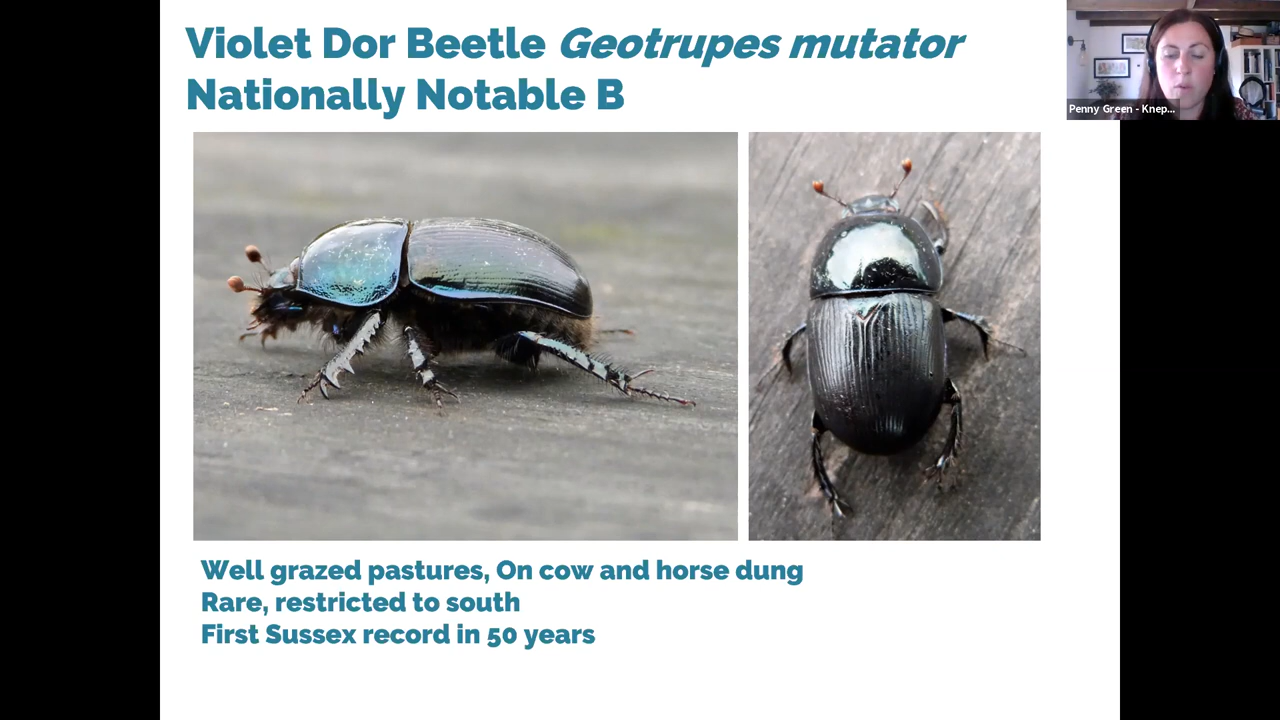 Violet Dor Beetle Geotrupes mutator
Nationally Notable B
Penny Green - Knep...
Well grazed pastures, On cow and horse dung
Rare, restricted to south
First Sussex record in 50 years